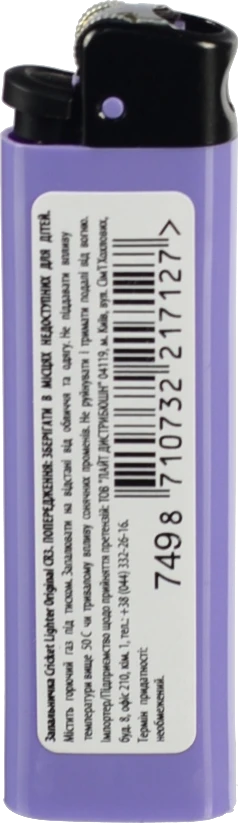 Запальничка Cricket Lighter Original CR3. ПОПЕРЕДЖЕННЯ: ЗБЕРІГАТИ В МІСЦЯХ НЕДОСТУПНИХ ДЛЯ ДІТЕЙ.
Містить горючий газ під тиском. Запалювати на відстані від обличчя та одягу. Не піддавати впливу
температури вище 50 С чи тривалому впливу сонячних променів. Не руйнувати і тримати подалі від вогню.
Імпортер/Підприємство щодо прийняття претензій: ТОВ "ЛАЙТ ДИСТРИБЮШН" 04119, м. Київ, вул. Сім'ї Хохлових,
буд. 8, офіс 210, кім. 1, тел.: +38 (044) 332-26-16.
Термін придатності:
необмежений.
749
8 710732 217127 >